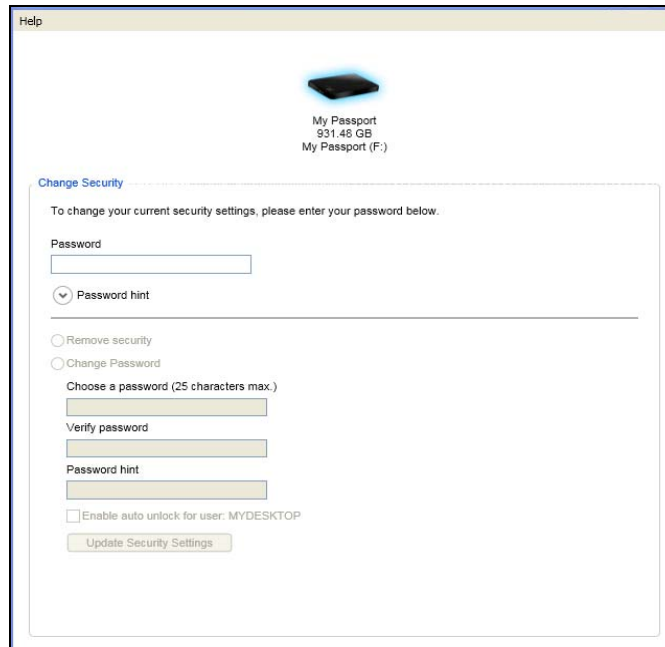 Help
My Passport
931.48 GB
My Passport (F:)
Change Security
To change your current security settings, please enter your password below.
Password
Password hint
Remove security
Change Password
Choose a password (25 characters max.)
Verify password
Password hint
Enable auto unlock for user: MYDESKTOP
Update Security Settings